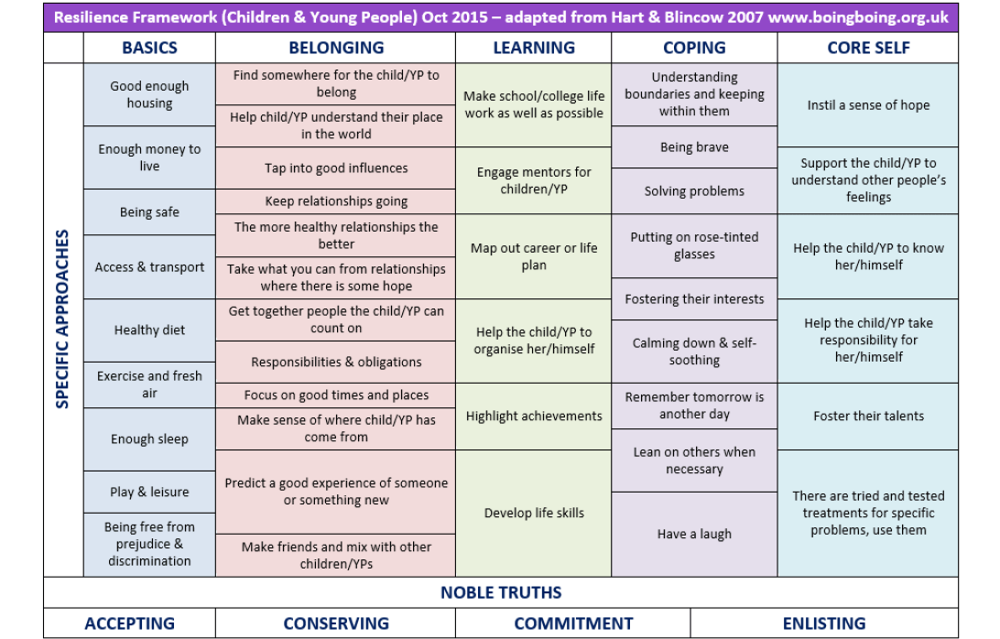 Resilience Framework (Children & Young People) Oct 2015 – adapted from Hart & Blincow 2007 www.boingboing.org.uk
BASICS
BELONGING
LEARNING
COPING
CORE SELF
SPECIFIC APPROACHES
Good enough
housing
Enough money to
live
Being safe
Access & transport
Healthy diet
Exercise and fresh
air
Enough sleep
Play & leisure
Being free from
prejudice &
discrimination
Find somewhere for the child/YP to
belong
Help child/YP understand their place
in the world
Tap into good influences
Keep relationships going
The more healthy relationships the
better
Take what you can from relationships
where there is some hope
Get together people the child/YP can
count on
Responsibilities & obligations
Focus on good times and places
Make sense of where child/YP has
come from
Predict a good experience of someone
or something new
Make friends and mix with other
children/YPs
Make school/college life
work as well as possible
Engage mentors for
children/YP
Map out career or life
plan
Help the child/YP to
organise her/himself
Highlight achievements
Develop life skills
Understanding
boundaries and keeping
within them
Being brave
Solving problems
Putting on rose-tinted
glasses
Fostering their interests
Calming down & self-
soothing
Remember tomorrow is
another day
Lean on others when
necessary
Have a laugh
Instil a sense of hope
Support the child/YP to
understand other people’s
feelings
Help the child/YP to know
her/himself
Help the child/YP take
responsibility for
her/himself
Foster their talents
There are tried and tested
treatments for specific
problems, use them
NOBLE TRUTHS
ACCEPTING
CONSERVING
COMMITMENT
ENLISTING